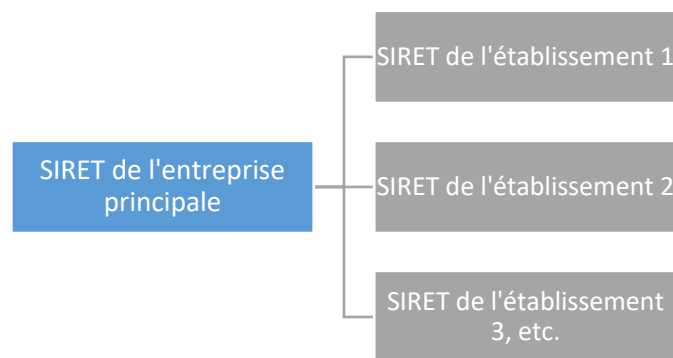 SIRET de l'établissement 1
SIRET de l'entreprise
principale
SIRET de l'établissement 2
SIRET de l'établissement
3, etc.